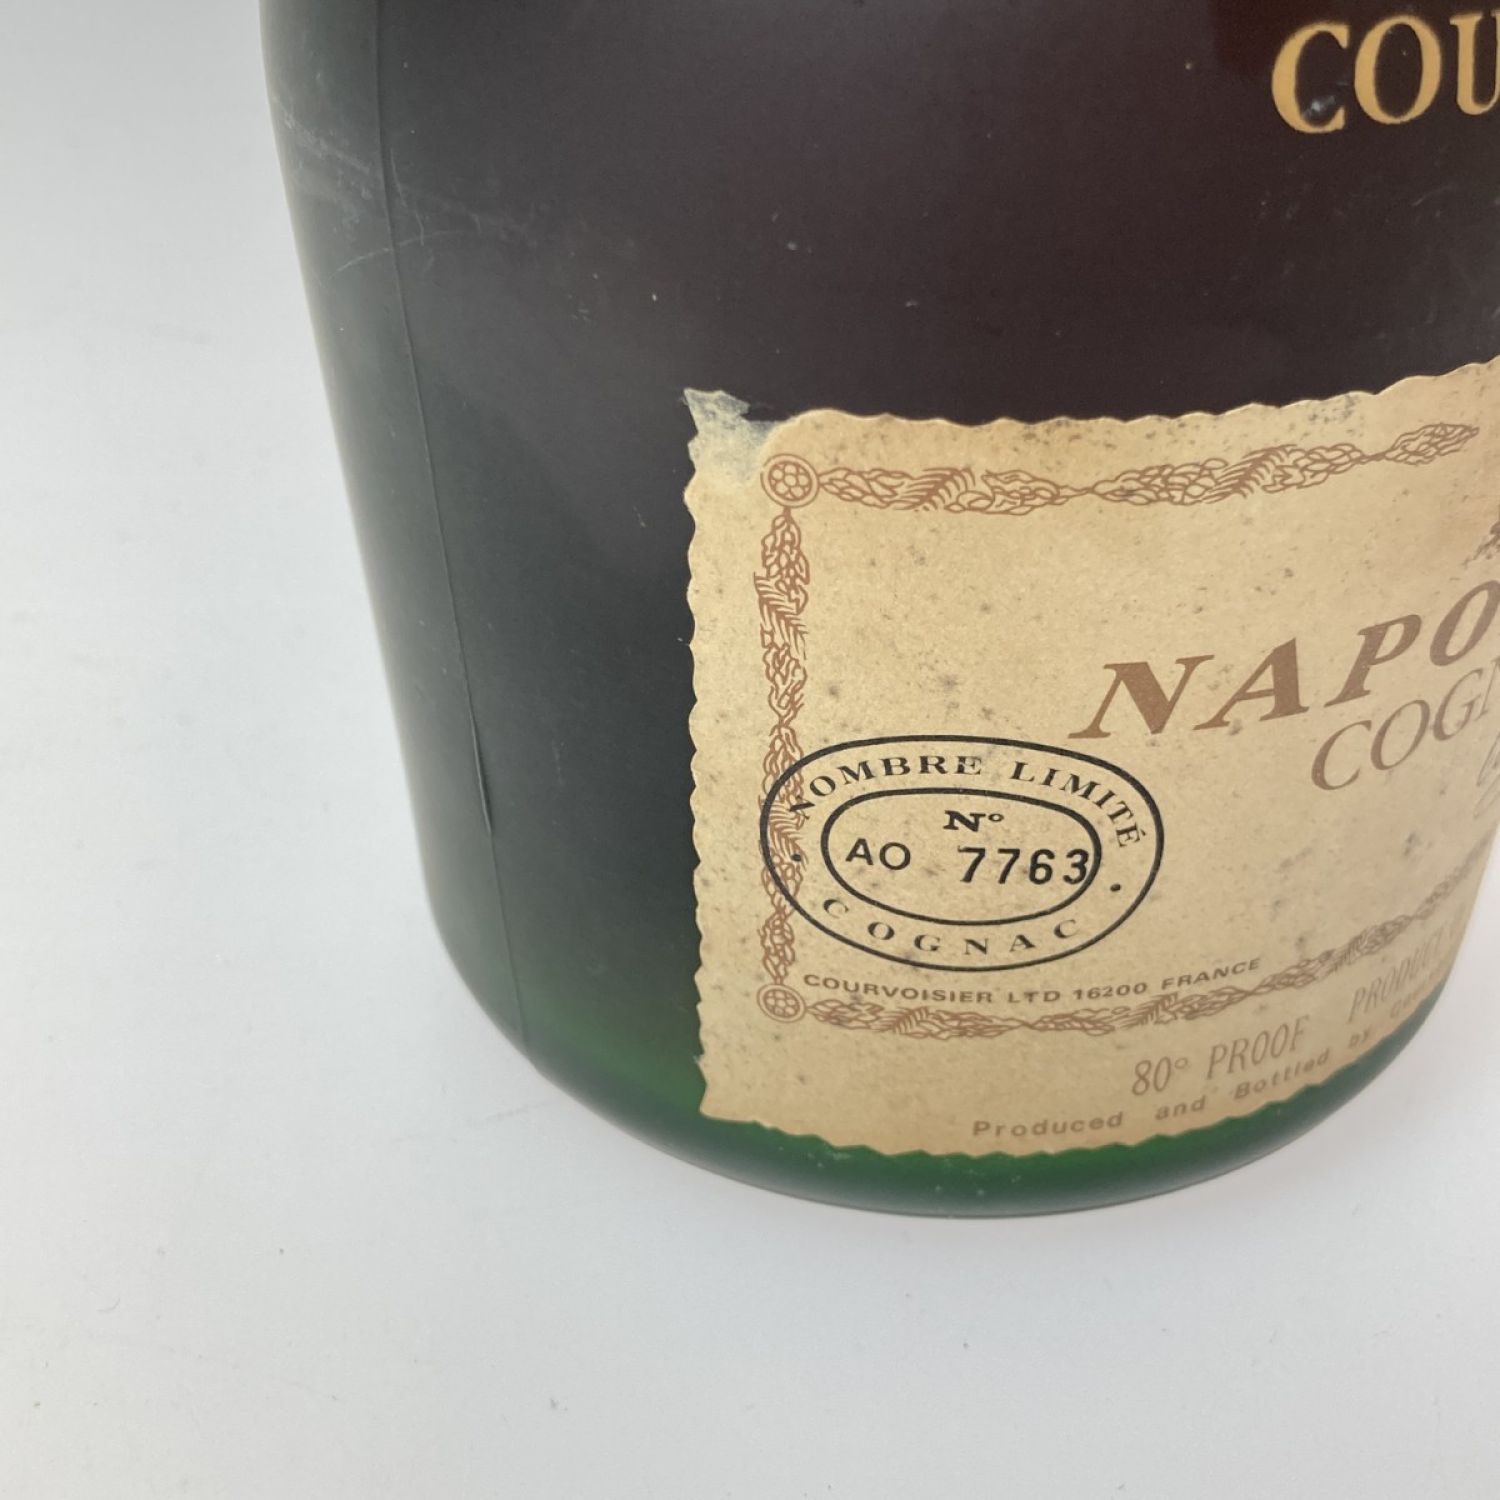 COU
NAPO
COGN
NOMBRE LIMITÉ
Nº
AO 7763
COGNAC
COURVOISIER LTD 16200 FRANCE
80° PROOF
Produced and Bottled by